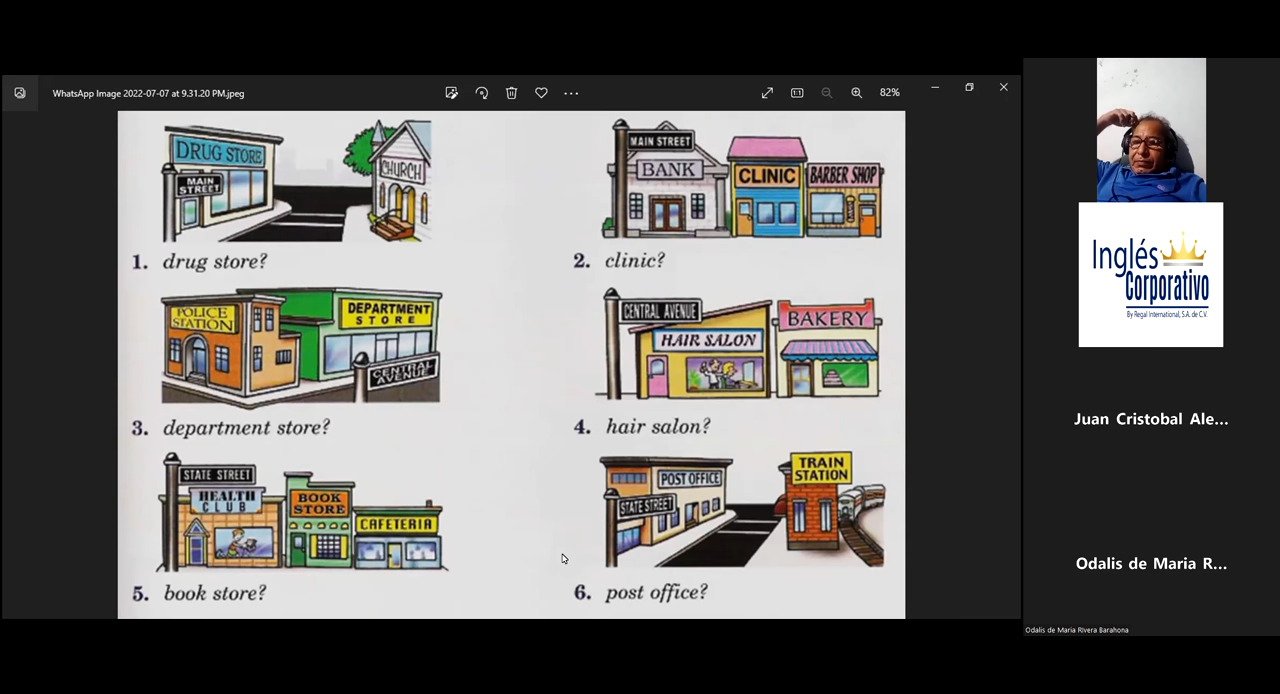 WhatsApp Image 2022-07-07 at 9.31.20 PM.jpeg
82%
DRUG STORE
MAIN
STREET
CHURCH
1. drug store?
MAIN STREET
BANK
CLINIC
BARBER SHOP
2. clinic?
POLICE
STATION
DEPARTMENT
STORE
CENTRAL
AVENUE
3. department store?
CENTRAL AVENUE
HAIR SALON
BAKERY
4. hair salon?
STATE STREET
HEALTH
CLUB
BOOK
STORE
CAFETERIA
5. book store?
POST OFFICE
STATE STREET
TRAIN
STATION
6. post office?
Inglés
Corporativo
By Regal International, S.A. de C.V.
Juan Cristobal Ale...
Odalis de Maria R...
Odalis de Maria Rivera Barahona